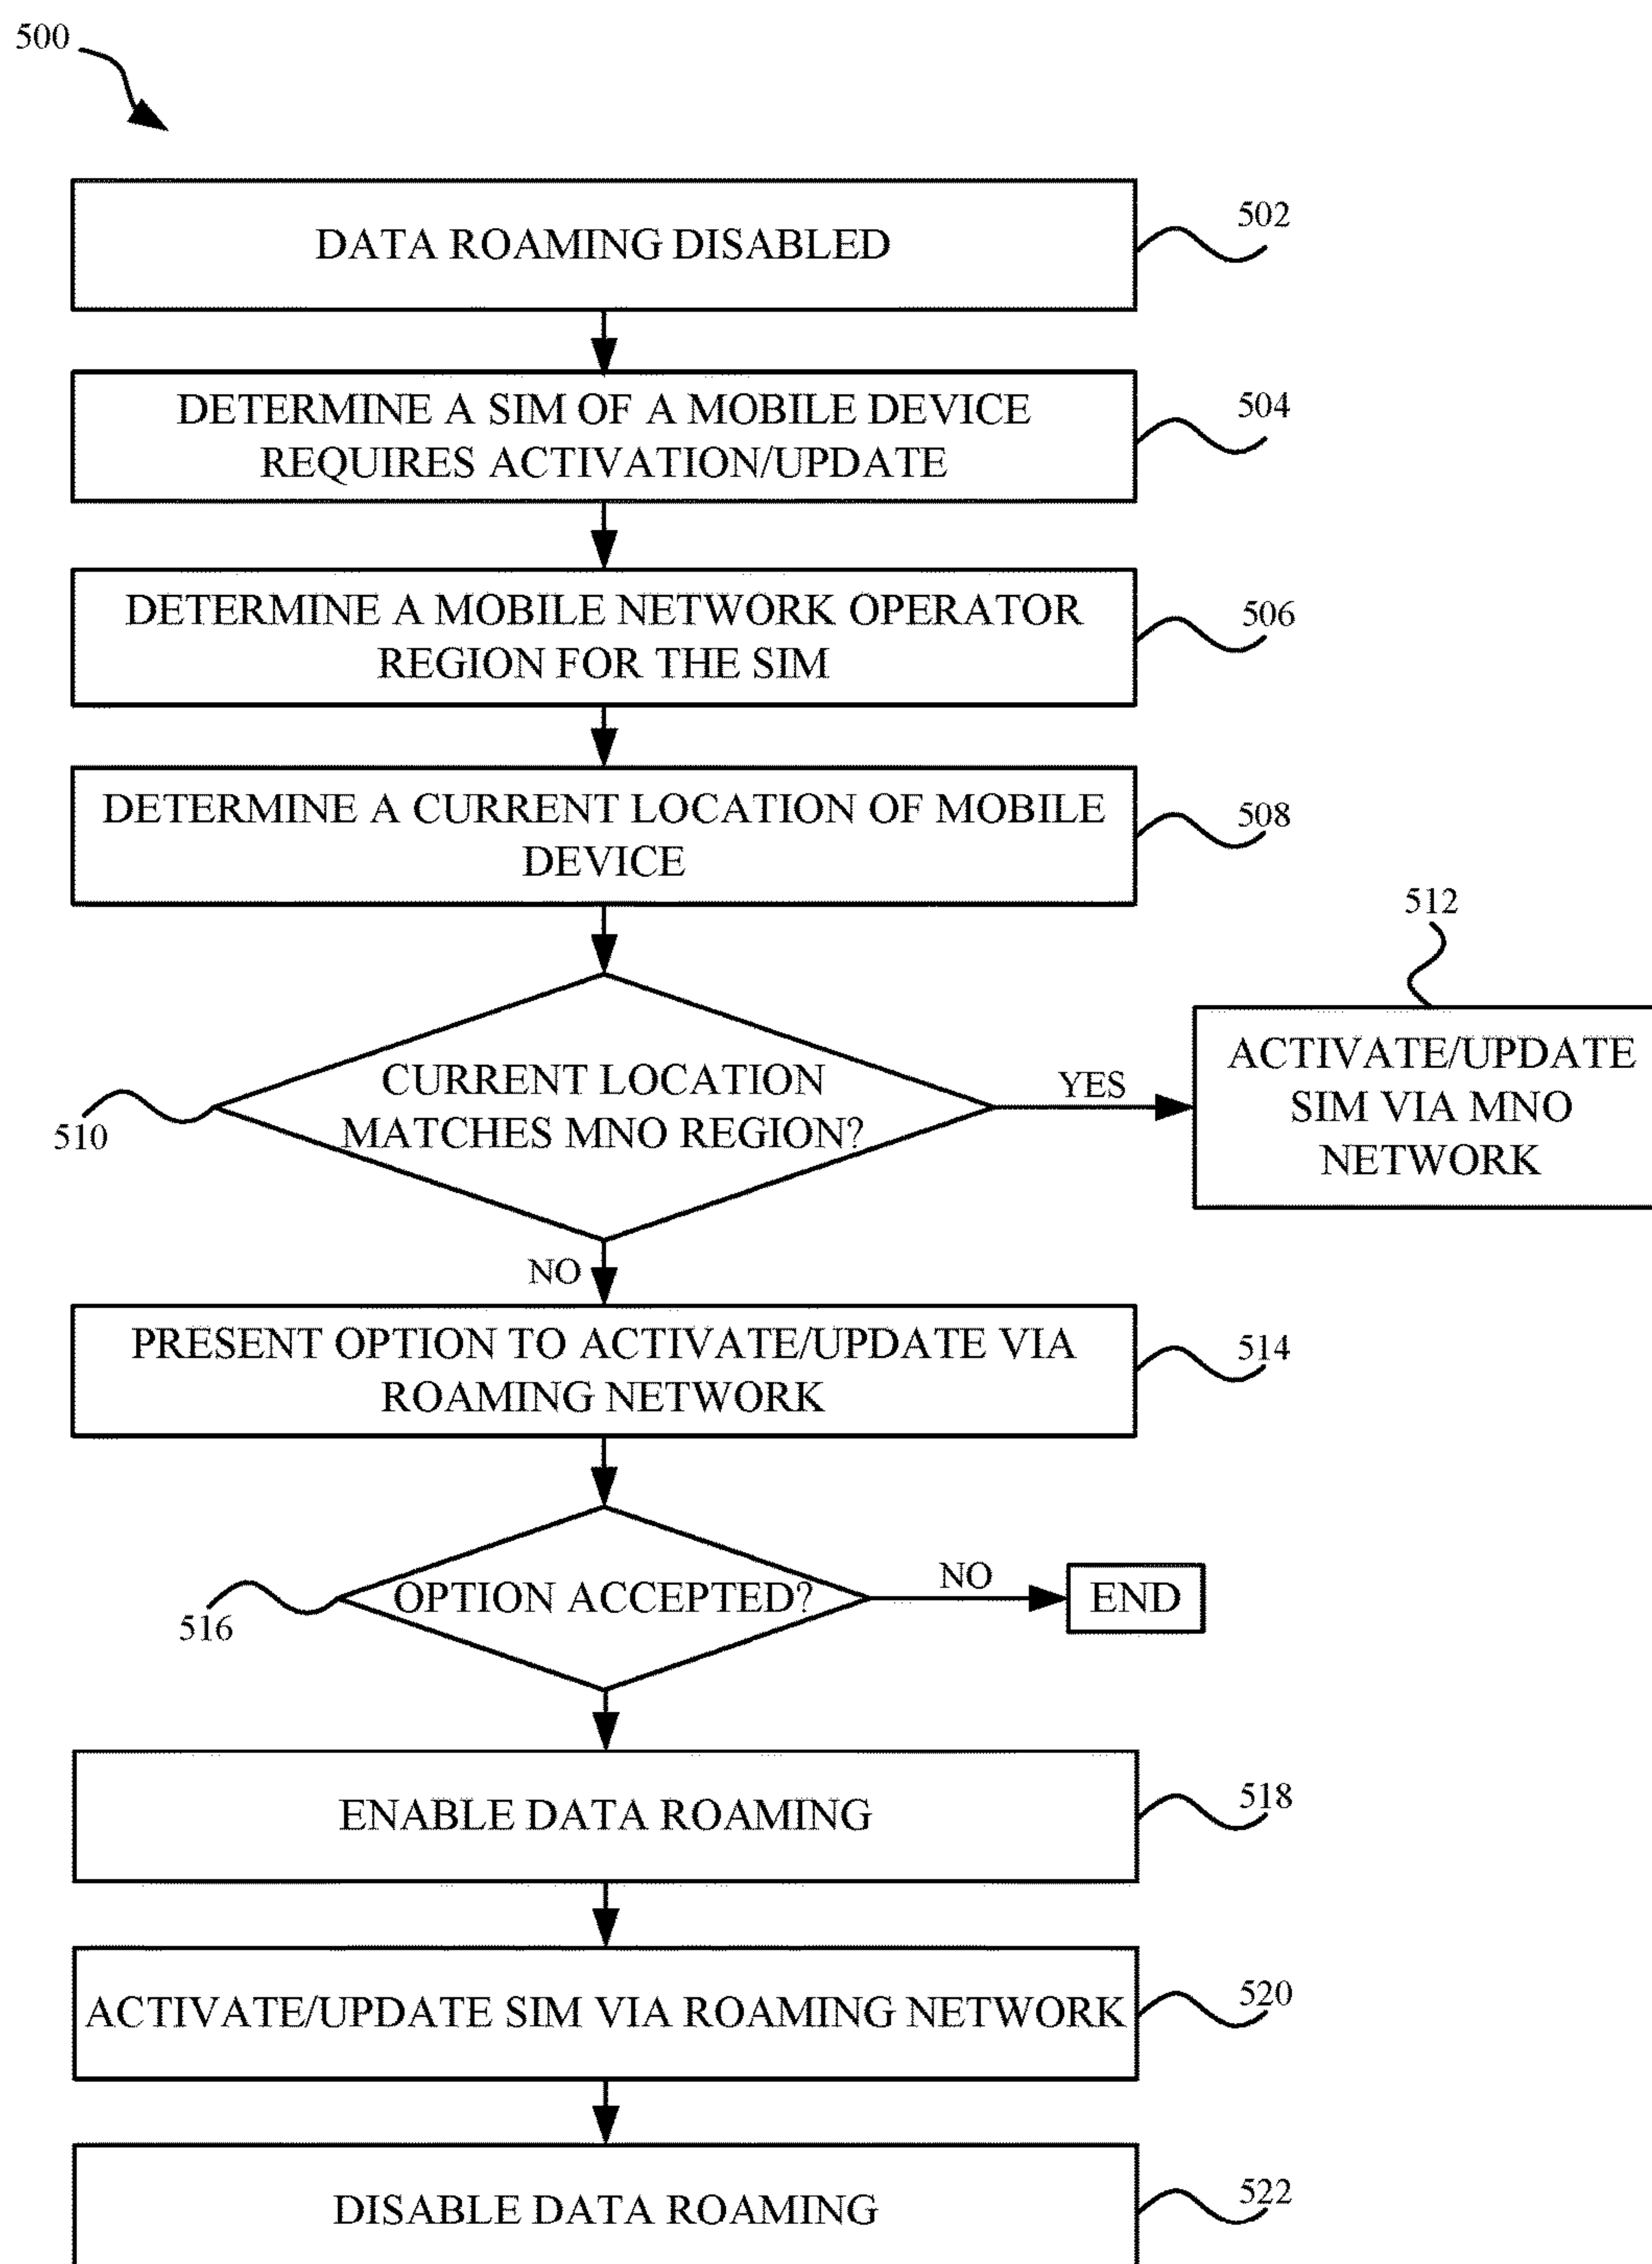 500
DATA ROAMING DISABLED
502
DETERMINE A SIM OF A MOBILE DEVICE
REQUIRES ACTIVATION/UPDATE
504
DETERMINE A MOBILE NETWORK OPERATOR
REGION FOR THE SIM
506
DETERMINE A CURRENT LOCATION OF MOBILE
DEVICE
508
CURRENT LOCATION
MATCHES MNO REGION?
510
YES
512
ACTIVATE/UPDATE
SIM VIA MNO
NETWORK
NO
PRESENT OPTION TO ACTIVATE/UPDATE VIA
ROAMING NETWORK
514
OPTION ACCEPTED?
516
NO
END
ENABLE DATA ROAMING
518
ACTIVATE/UPDATE SIM VIA ROAMING NETWORK
520
DISABLE DATA ROAMING
522